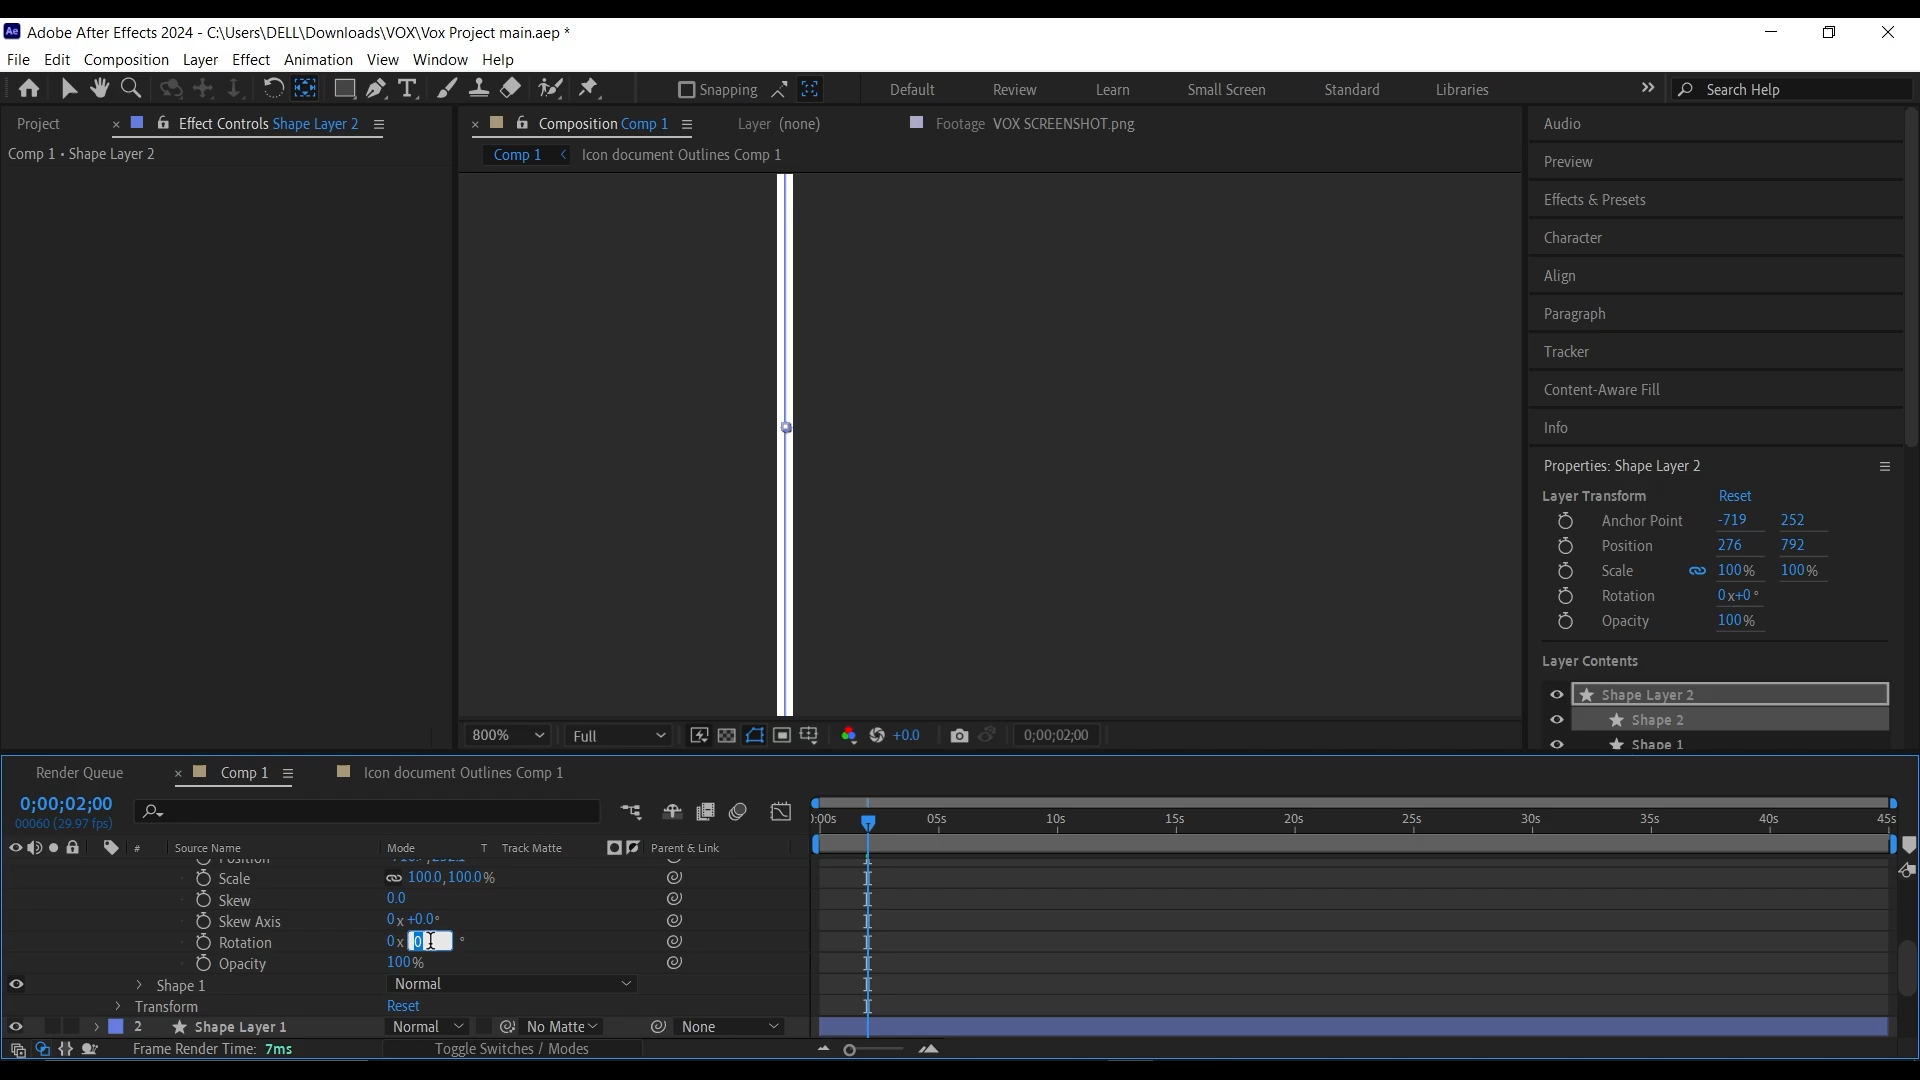 Adobe After Effects 2024 - C:\Users\DELL\Downloads\VOX\Vox Project main.aep *
File Edit Composition Layer Effect Animation View Window Help
Snapping Default Review Learn Small Screen Standard Libraries Search Help
Project Effect Controls Shape Layer 2 Composition Comp 1 Layer (none) Footage VOX SCREENSHOT.png
Comp 1 • Shape Layer 2
Comp 1 < Icon document Outlines Comp 1
Audio
Preview
Effects & Presets
Character
Align
Paragraph
Tracker
Content-Aware Fill
Info
Properties: Shape Layer 2
Layer Transform Reset
Anchor Point -719 252
Position 276 792
Scale 100% 100%
Rotation 0x+0°
Opacity 100%
Layer Contents
Shape Layer 2
Shape 2
Shape 1
800% Full +0.0 0;00;02;00
Render Queue Comp 1 Icon document Outlines Comp 1
0;00;02;00
00060 (29.97 fps)
# Source Name Mode T Track Matte Parent & Link
):00s 05s 10s 15s 20s 25s 30s 35s 40s 45s
Position
Scale 100.0,100.0%
Skew 0.0
Skew Axis 0x+0.0°
Rotation 0x 0 °
Opacity 100%
Shape 1 Normal
Transform Reset
2 Shape Layer 1 Normal No Matte None
Frame Render Time: 7ms Toggle Switches / Modes